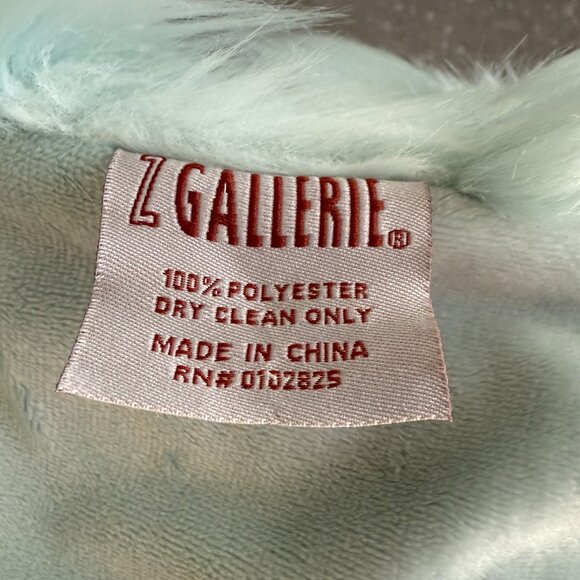 Z GALLERIE®
100% POLYESTER
DRY CLEAN ONLY
MADE IN CHINA
RN# 0102825